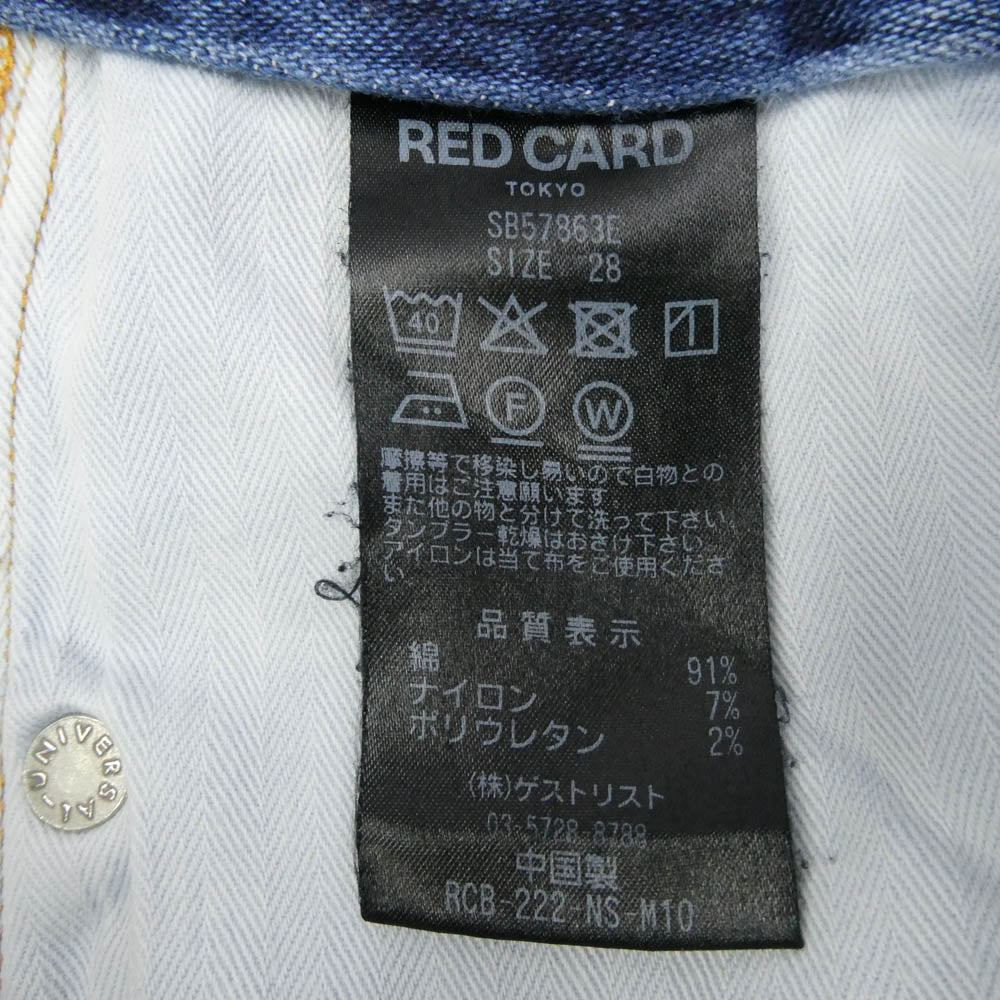 RED CARD
TOKYO
SB57863E
SIZE 28
40
F
W
摩擦等で移染し易いので白物との
着用はご注意願います
また他の物と分けて洗って下さい
タンブラー乾燥はおさけ下さい
アイロンは当て布をご使用くださ
い
品質表示
綿 91%
ナイロン 7%
ポリウレタン 2%
(株)ゲストリスト
03-5728-8788
中国製
RCB-222-NS-M10
UNIVERSAL